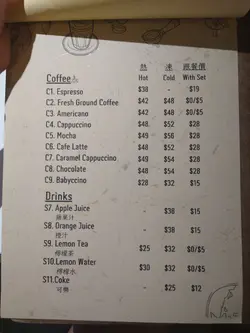 熱 凍 跟餐價
Coffee Hot Cold With Set
C1. Espresso $38 - $19
C2. Fresh Ground Coffee $42 $48 $0/$5
C3. Americano $42 $48 $0/$5
C4. Cappuccino $48 $52 $28
C5. Mocha $49 $56 $28
C6. Cafe Latte $48 $52 $28
C7. Caramel Cappuccino $49 $54 $28
C8. Chocolate $48 $54 $28
C9. Babyccino $28 $32 $15
Drinks
S7. Apple Juice - $38 $15
蘋果汁
S8. Orange Juice - $38 $15
橙汁
S9. Lemon Tea $25 $32 $0/$5
檸檬茶
S10.Lemon Water $30 $32 $0/$5
檸檬水
S11.Coke - $25 $12
可樂